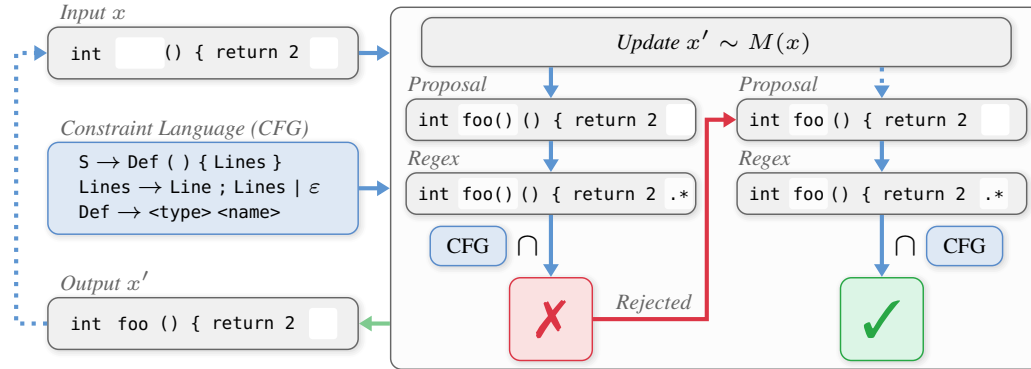 Input x
int () { return 2
Constraint Language (CFG)
S → Def ( ) { Lines }
Lines → Line ; Lines | ε
Def → <type> <name>
Output x′
int foo () { return 2
Update x′ ∼ M(x)
Proposal
int foo() () { return 2
Regex
int foo() () { return 2 .*
CFG ∩
✗
Rejected
Proposal
int foo () { return 2
Regex
int foo () { return 2 .*
∩ CFG
✓